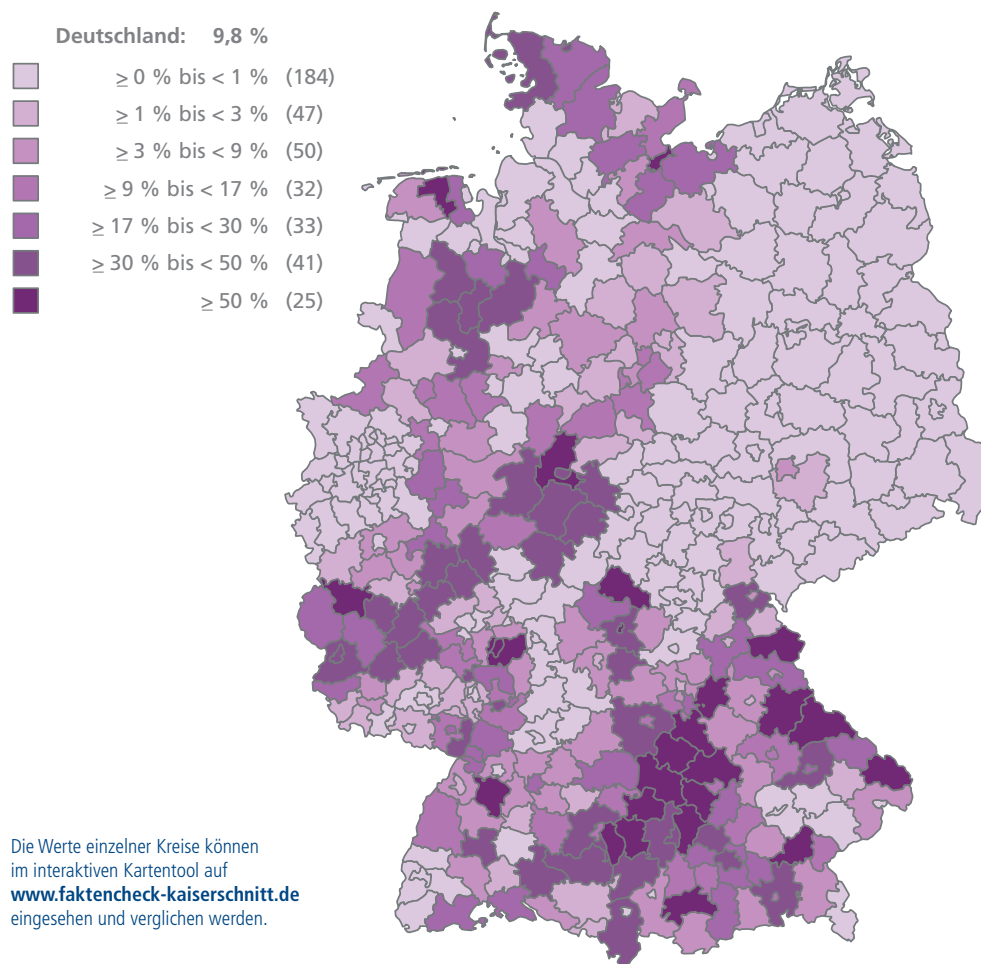 Deutschland: 9,8 %
≥ 0 % bis < 1 % (184)
≥ 1 % bis < 3 % (47)
≥ 3 % bis < 9 % (50)
≥ 9 % bis < 17 % (32)
≥ 17 % bis < 30 % (33)
≥ 30 % bis < 50 % (41)
≥ 50 % (25)
Die Werte einzelner Kreise können
im interaktiven Kartentool auf
www.faktencheck-kaiserschnitt.de
eingesehen und verglichen werden.